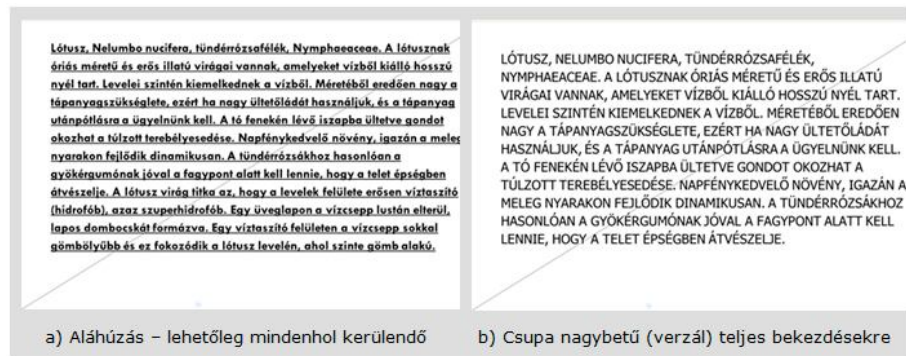 Lótusz, Nelumbo nucifera, tündérrózsafélék, Nymphaeaceae. A lótusznak
óriás méretű és erős illatú virágai vannak, amelyeket vízből kiálló hosszú
nyél tart. Levelei szintén kiemelkednek a vízből. Méretéből eredően nagy a
tápanyagszükséglete, ezért ha nagy ültetőládát használjuk, és a tápanyag
utánpótlásra a ügyelnünk kell. A tó fenekén lévő iszapba ültetve gondot
okozhat a túlzott terebélyesedése. Napfénykedvelő növény, igazán a meleg
nyarakon fejlődik dinamikusan. A tündérrózsákhoz hasonlóan a
gyökérgumónak jóval a fagypont alatt kell lennie, hogy a telet épségben
átvészelje. A lótusz virág titka az, hogy a levelek felülete erősen víztaszító
(hidrofób), azaz szuperhidrofób. Egy üveglapon a vízcsepp lustán elterül,
lapos dombocskát formázva. Egy víztaszító felületen a vízcsepp sokkal
gömbölyűbb és ez fokozódik a lótusz levelén, ahol szinte gömb alakú.
a) Aláhúzás – lehetőleg mindenhol kerülendő
LÓTUSZ, NELUMBO NUCIFERA, TÜNDÉRRÓZSAFÉLÉK,
NYMPHAEACEAE. A LÓTUSZNAK ÓRIÁS MÉRETŰ ÉS ERŐS ILLATÚ
VIRÁGAI VANNAK, AMELYEKET VÍZBŐL KIÁLLÓ HOSSZÚ NYÉL TART.
LEVELEI SZINTÉN KIEMELKEDNEK A VÍZBŐL. MÉRETÉBŐL EREDŐEN
NAGY A TÁPANYAGSZÜKSÉGLETE, EZÉRT HA NAGY ÜLTETŐLÁDÁT
HASZNÁLJUK, ÉS A TÁPANYAG UTÁNPÓTLÁSRA A ÜGYELNÜNK KELL.
A TÓ FENEKÉN LÉVŐ ISZAPBA ÜLTETVE GONDOT OKOZHAT A
TÚLZOTT TEREBÉLYESEDÉSE. NAPFÉNYKEDVELŐ NÖVÉNY, IGAZÁN A
MELEG NYARAKON FEJLŐDIK DINAMIKUSAN. A TÜNDÉRRÓZSÁKHOZ
HASONLÓAN A GYÖKÉRGUMÓNAK JÓVAL A FAGYPONT ALATT KELL
LENNIE, HOGY A TELET ÉPSÉGBEN ÁTVÉSZELJE.
b) Csupa nagybetű (verzál) teljes bekezdésekre